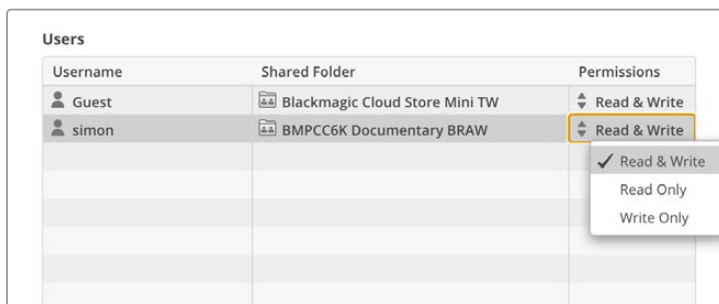 Users
Username Shared Folder Permissions
Guest Blackmagic Cloud Store Mini TW Read & Write
simon BMPCC6K Documentary BRAW Read & Write
Read & Write
Read Only
Write Only